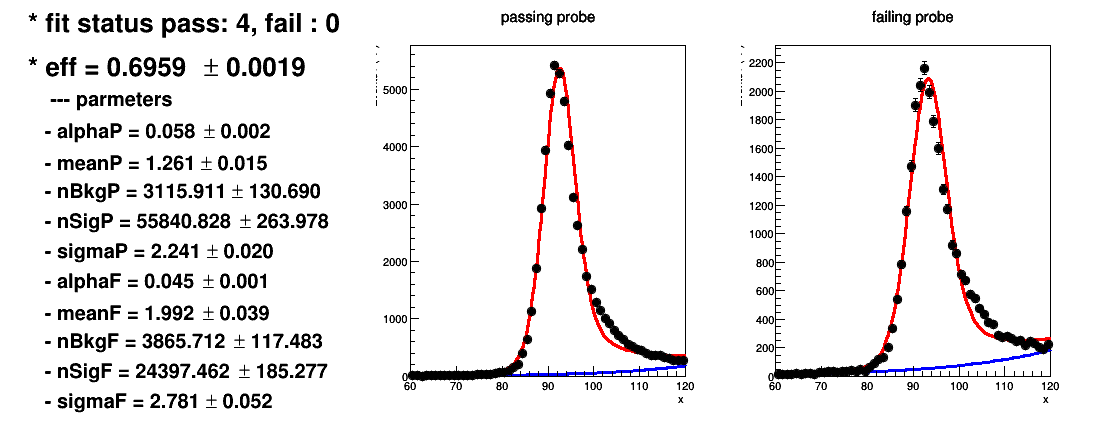 * fit status pass: 4, fail : 0
* eff = 0.6959 ± 0.0019
--- parmeters
- alphaP = 0.058 ± 0.002
- meanP = 1.261 ± 0.015
- nBkgP = 3115.911 ± 130.690
- nSigP = 55840.828 ± 263.978
- sigmaP = 2.241 ± 0.020
- alphaF = 0.045 ± 0.001
- meanF = 1.992 ± 0.039
- nBkgF = 3865.712 ± 117.483
- nSigF = 24397.462 ± 185.277
- sigmaF = 2.781 ± 0.052
passing probe
5000
4000
3000
2000
1000
0
60 70 80 90 100 110 120
x
failing probe
2200
2000
1800
1600
1400
1200
1000
800
600
400
200
0
60 70 80 90 100 110 120
x